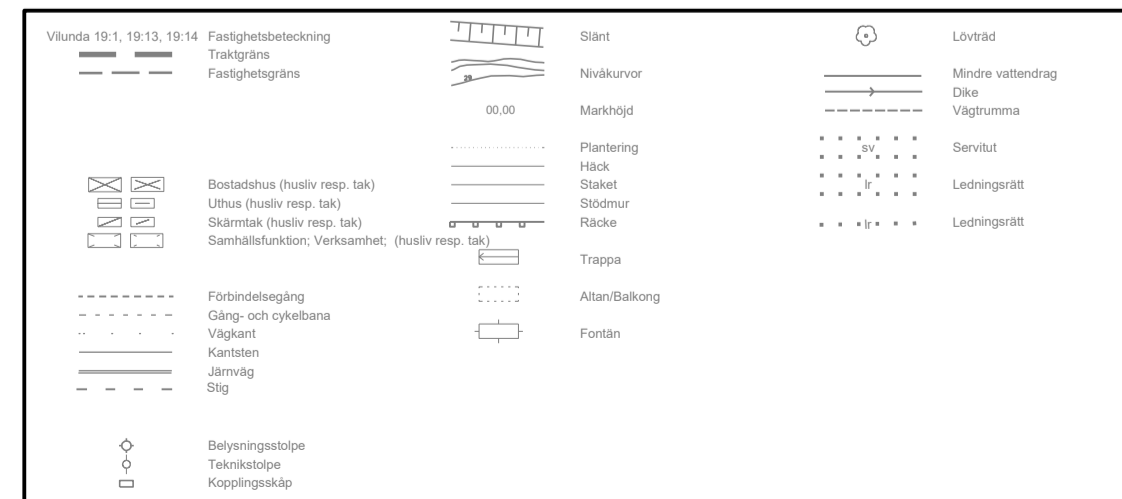 Vilunda 19:1, 19:13, 19:14 Fastighetsbeteckning
Traktgräns
Fastighetsgräns
Bostadshus (husliv resp. tak)
Uthus (husliv resp. tak)
Skärmtak (husliv resp. tak)
Samhällsfunktion; Verksamhet; (husliv resp. tak)
Förbindelsegång
Gång- och cykelbana
Vägkant
Kantsten
Järnväg
Stig
Belysningsstolpe
Teknikstolpe
Kopplingsskåp
Slänt
29 Nivåkurvor
00,00 Markhöjd
Plantering
Häck
Staket
Stödmur
Räcke
Trappa
Altan/Balkong
Fontän
Lövträd
Mindre vattendrag
Dike
Vägtrumma
sv Servitut
lr Ledningsrätt
lr Ledningsrätt